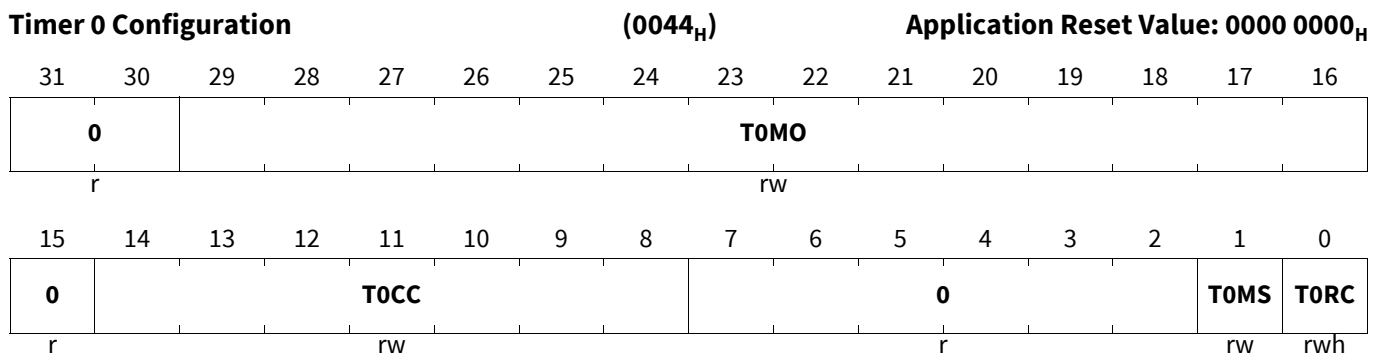 Timer 0 Configuration (0044H) Application Reset Value: 0000 0000H
31 30 29 28 27 26 25 24 23 22 21 20 19 18 17 16
0 T0MO
r rw
15 14 13 12 11 10 9 8 7 6 5 4 3 2 1 0
0 T0CC 0 T0MS T0RC
r rw r rw rwh